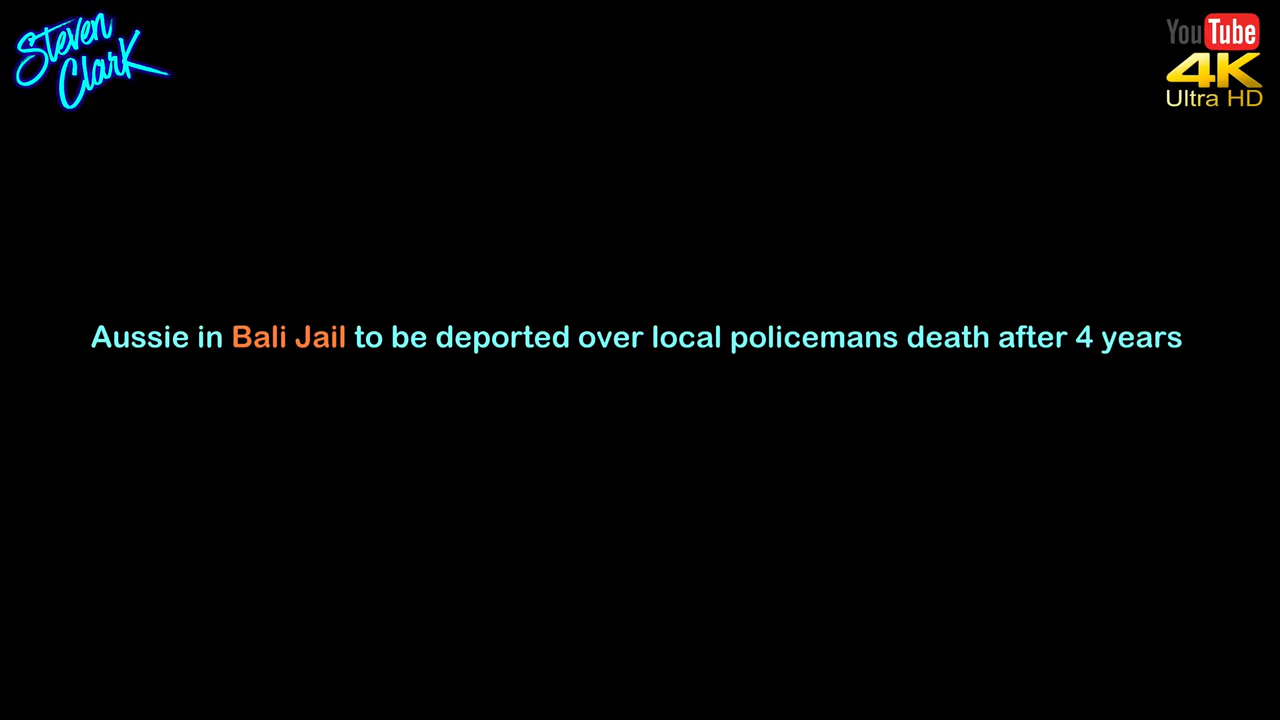 Steven
Clark
YouTube
4K
Ultra HD
Aussie in Bali Jail to be deported over local policemans death after 4 years